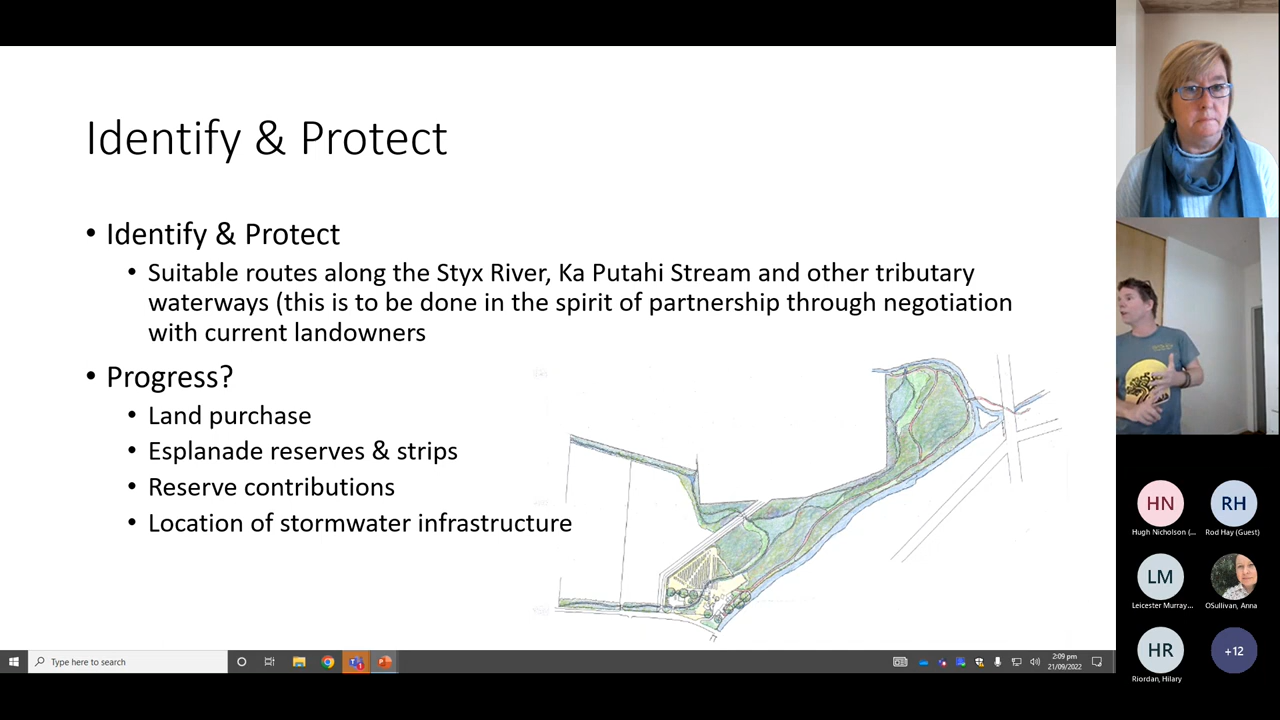 Identify & Protect
• Identify & Protect
• Suitable routes along the Styx River, Ka Putahi Stream and other tributary
waterways (this is to be done in the spirit of partnership through negotiation
with current landowners
• Progress?
• Land purchase
• Esplanade reserves & strips
• Reserve contributions
• Location of stormwater infrastructure
HN
RH
Hugh Nicholson (...
Rod Hay (Guest)
LM
Leicester Murray...
OSullivan, Anna
HR
+12
Riordan, Hilary
Type here to search
2:09 pm
21/09/2022